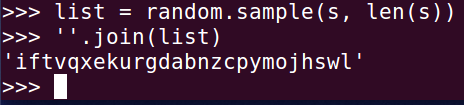 >>> list = random.sample(s, len(s))
>>> ''.join(list)
'iftvqxekurgdabnzcpymojhswl'
>>>